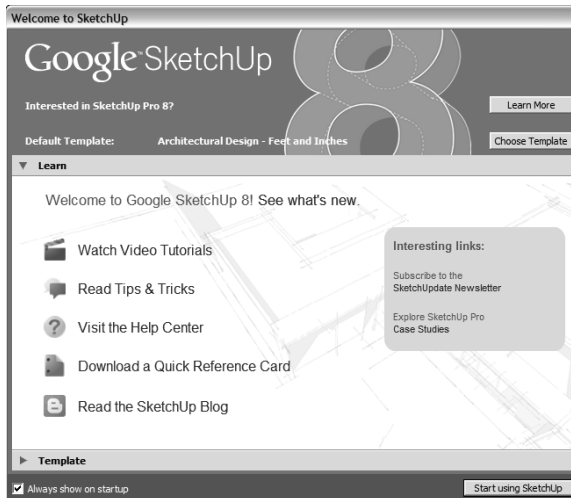 Welcome to SketchUp
Google™ SketchUp
8
Interested in SketchUp Pro 8?
Learn More
Default Template: Architectural Design - Feet and Inches
Choose Template
Learn
Welcome to Google SketchUp 8! See what's new.
Watch Video Tutorials
Read Tips & Tricks
Visit the Help Center
Download a Quick Reference Card
Read the SketchUp Blog
Interesting links:
Subscribe to the
SketchUpdate Newsletter
Explore SketchUp Pro
Case Studies
Template
Always show on startup
Start using SketchUp